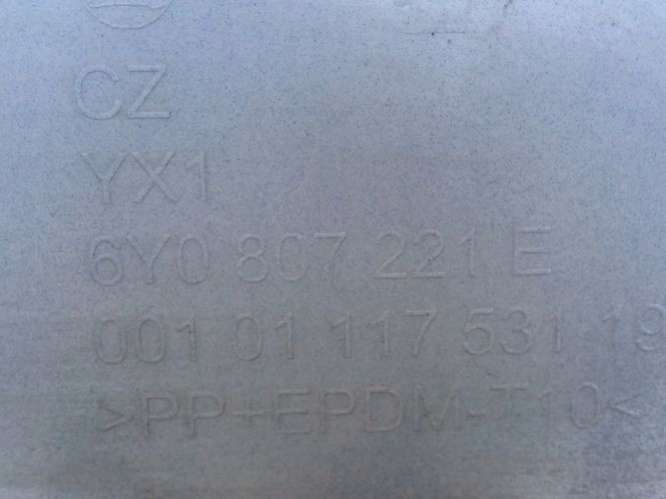 CZ
YX1
6Y0 807 221 E
001 01 117 531 19
>PP+EPDM-T10<